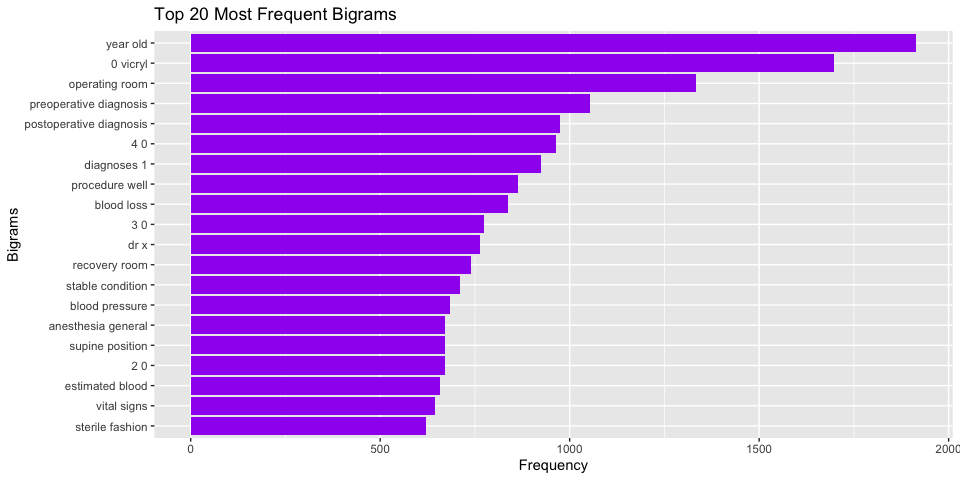 Top 20 Most Frequent Bigrams
Bigrams
year old
0 vicryl
operating room
preoperative diagnosis
postoperative diagnosis
4 0
diagnoses 1
procedure well
blood loss
3 0
dr x
recovery room
stable condition
blood pressure
anesthesia general
supine position
2 0
estimated blood
vital signs
sterile fashion
0 500 1000 1500 2000
Frequency